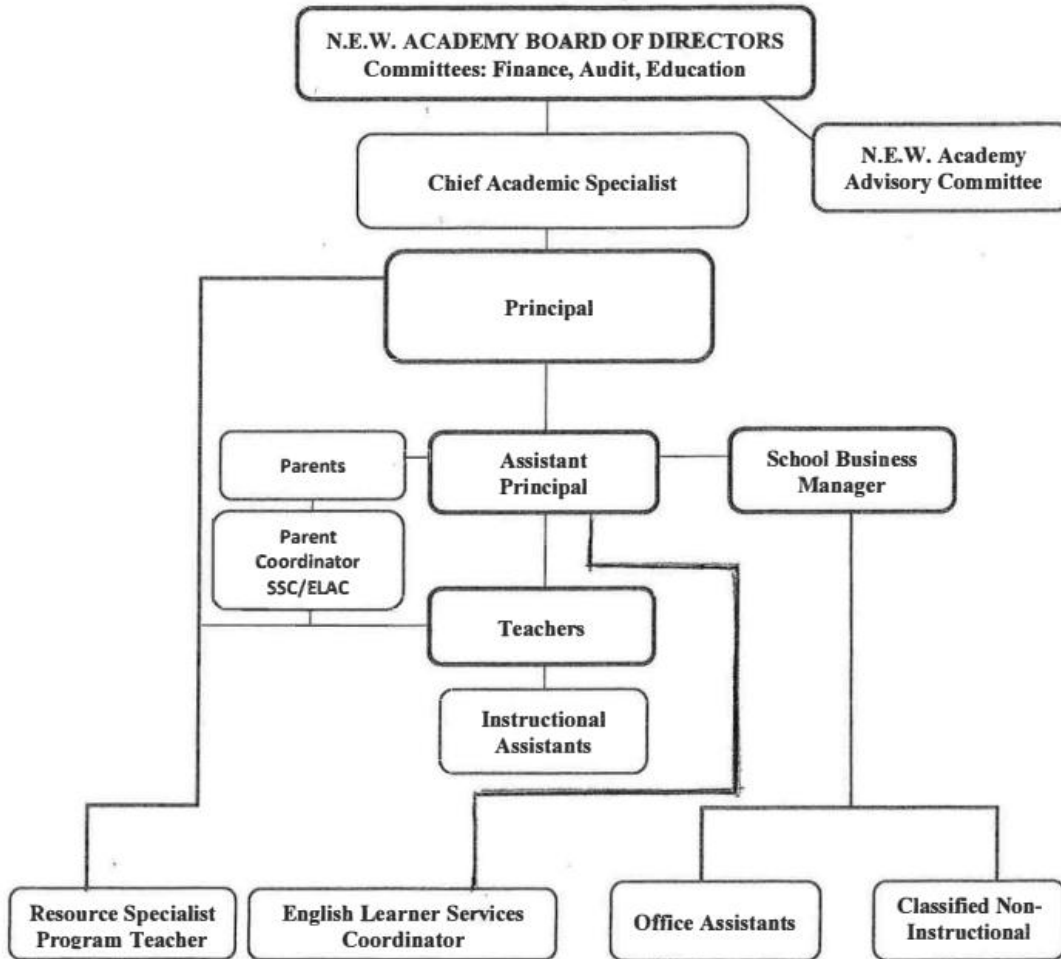 N.E.W. ACADEMY BOARD OF DIRECTORS
Committees: Finance, Audit, Education
N.E.W. Academy
Advisory Committee
Chief Academic Specialist
Principal
Parents
Assistant
Principal
School Business
Manager
Parent
Coordinator
SSC/ELAC
Teachers
Instructional
Assistants
Resource Specialist
Program Teacher
English Learner Services
Coordinator
Office Assistants
Classified Non-
Instructional